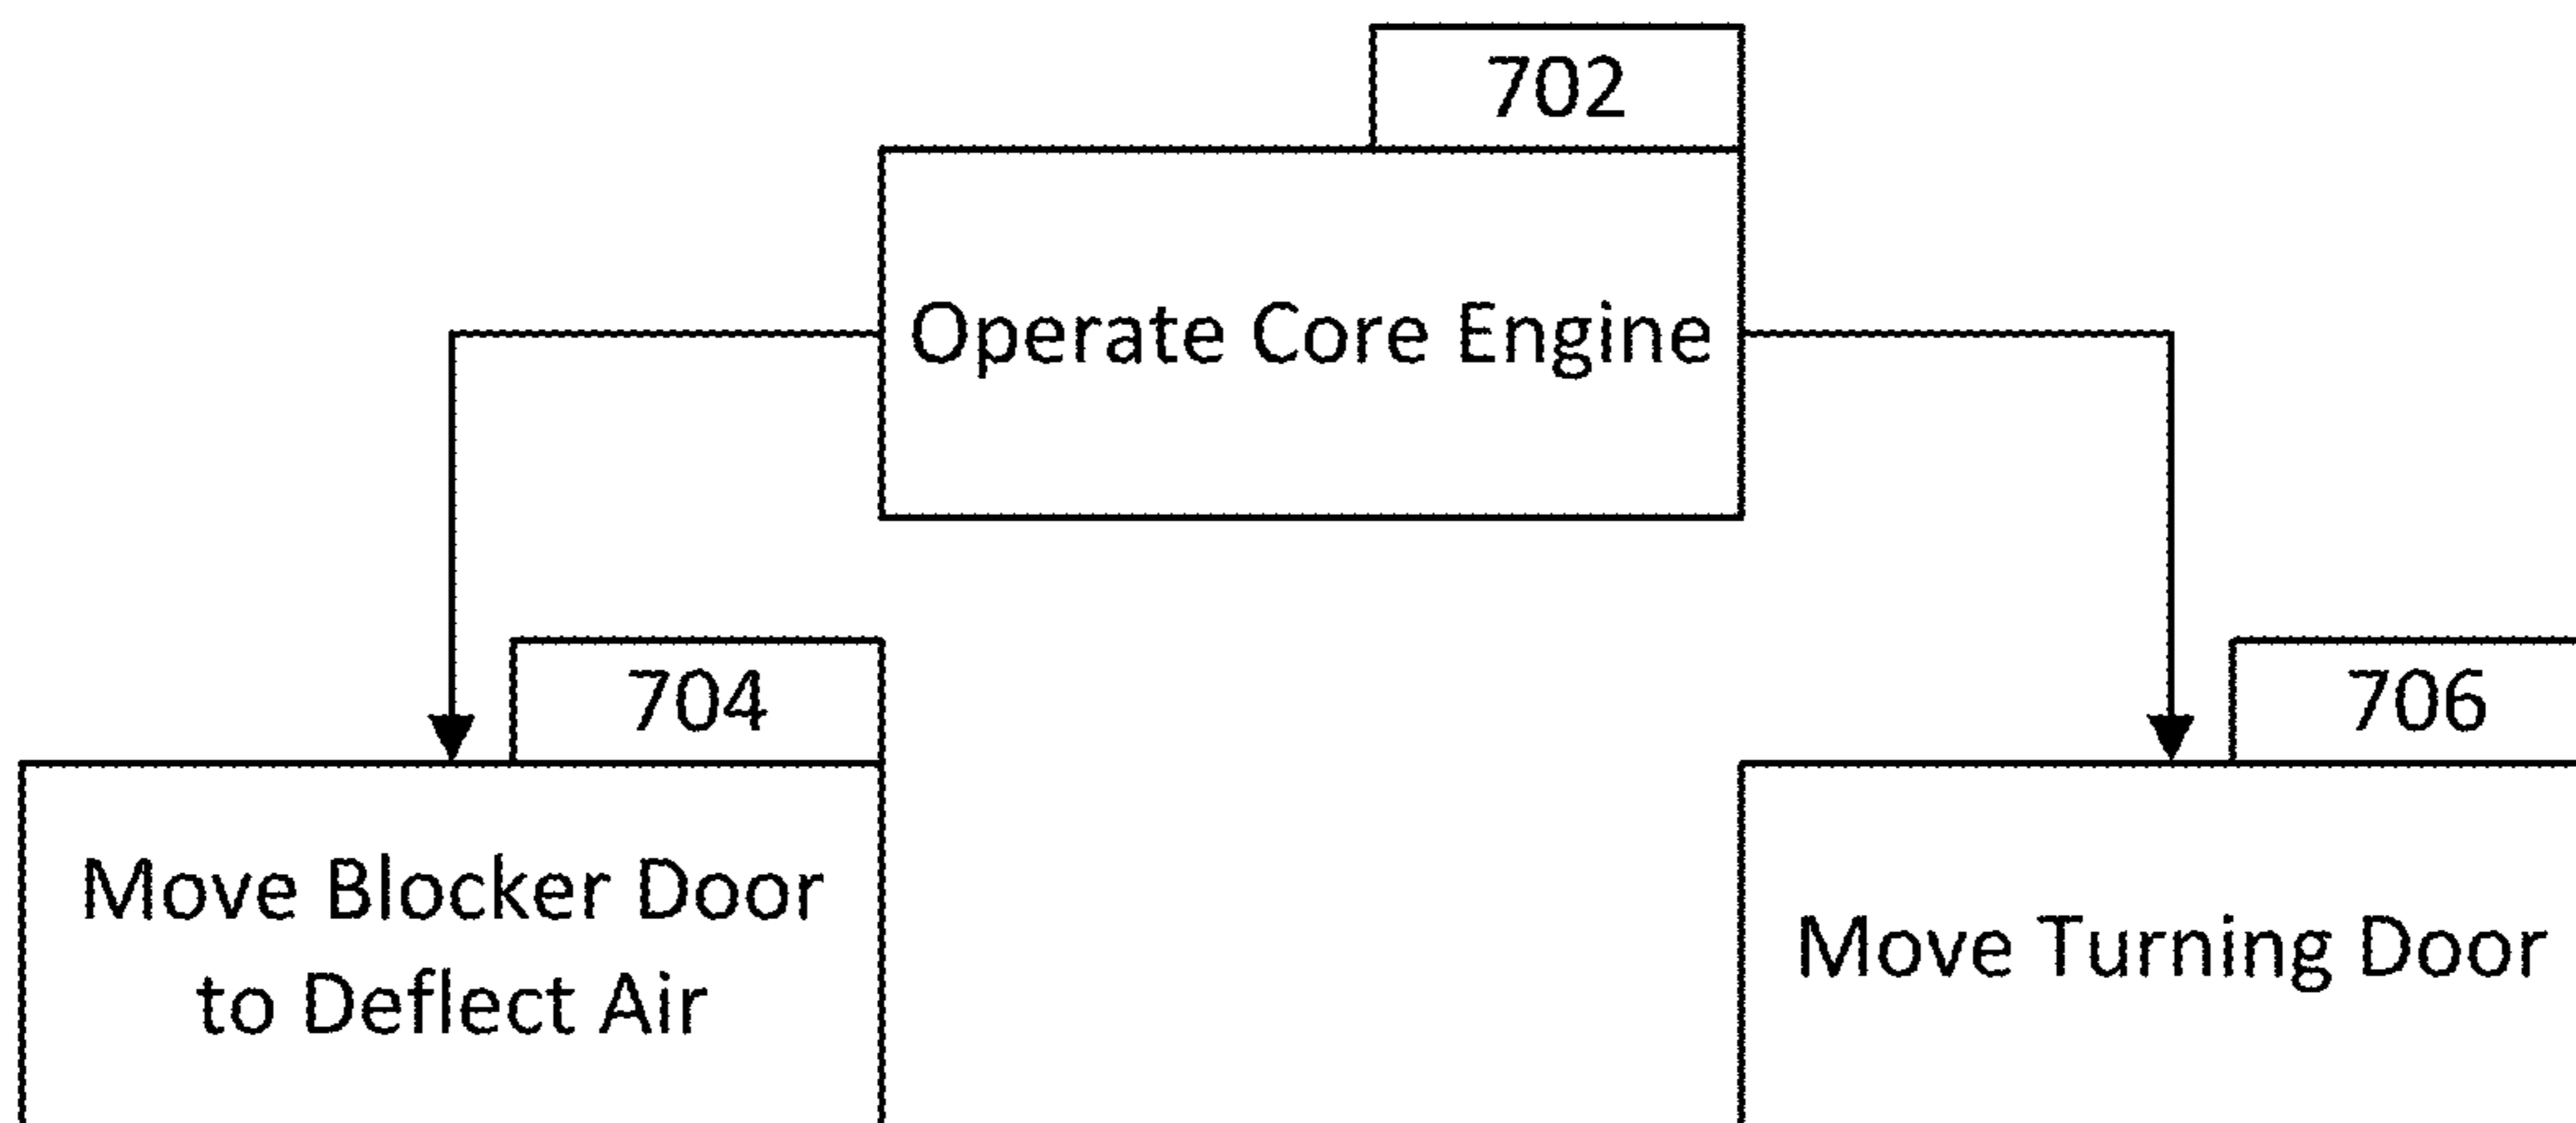 702
Operate Core Engine
704
Move Blocker Door
to Deflect Air
706
Move Turning Door